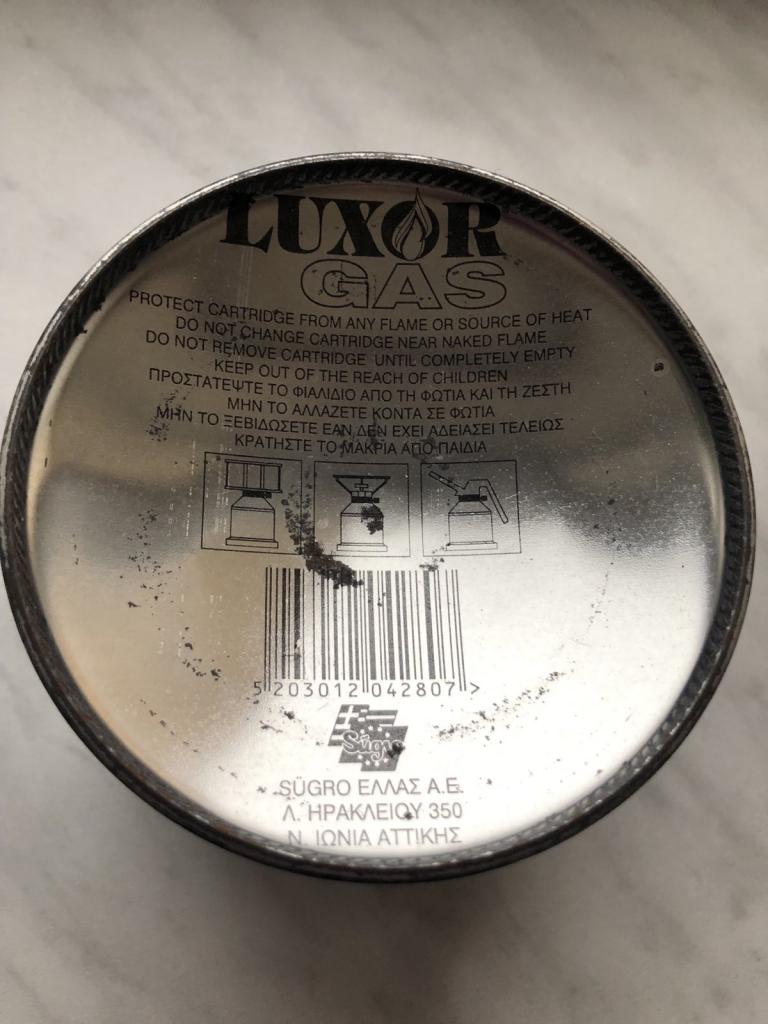 LUXOR
GAS
PROTECT CARTRIDGE FROM ANY FLAME OR SOURCE OF HEAT
DO NOT CHANGE CARTRIDGE NEAR NAKED FLAME
DO NOT REMOVE CARTRIDGE UNTIL COMPLETELY EMPTY
KEEP OUT OF THE REACH OF CHILDREN
ΠΡΟΣΤΑΤΕΨΤΕ ΤΟ ΦΙΑΛΙΔΙΟ ΑΠΟ ΤΗ ΦΩΤΙΑ ΚΑΙ ΤΗ ΖΕΣΤΗ
ΜΗΝ ΤΟ ΑΛΛΑΖΕΤΕ ΚΟΝΤΑ ΣΕ ΦΩΤΙΑ
ΜΗΝ ΤΟ ΞΕΒΙΔΩΣΕΤΕ ΕΑΝ ΔΕΝ ΕΧΕΙ ΑΔΕΙΑΣΕΙ ΤΕΛΕΙΩΣ
ΚΡΑΤΗΣΤΕ ΤΟ ΜΑΚΡΙΑ ΑΠΟ ΠΑΙΔΙΑ
5 203012 042807 >
Sügro
SÜGRO ΕΛΛΑΣ Α.Ε.
Λ. ΗΡΑΚΛΕΙΟΥ 350
Ν. ΙΩΝΙΑ ΑΤΤΙΚΗΣ